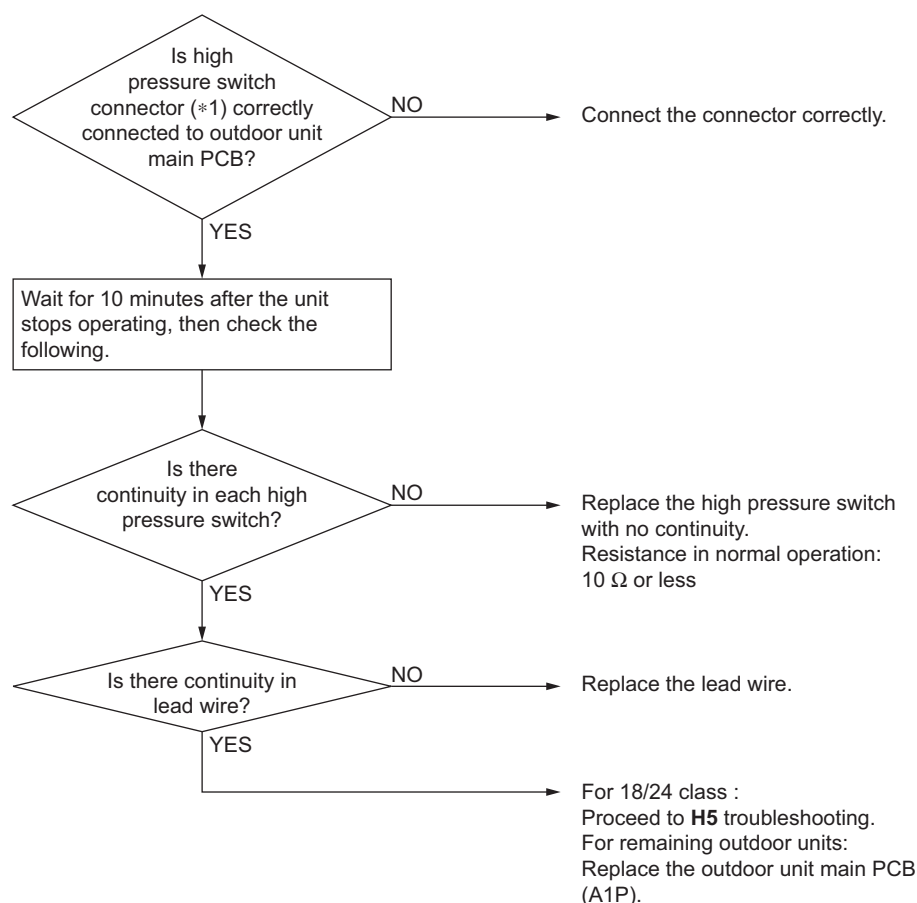 Is high
pressure switch
connector (*1) correctly
connected to outdoor unit
main PCB?
NO
Connect the connector correctly.
YES
Wait for 10 minutes after the unit
stops operating, then check the
following.
Is there
continuity in each high
pressure switch?
NO
Replace the high pressure switch
with no continuity.
Resistance in normal operation:
10 Ω or less
YES
Is there continuity in
lead wire?
NO
Replace the lead wire.
YES
For 18/24 class :
Proceed to H5 troubleshooting.
For remaining outdoor units:
Replace the outdoor unit main PCB
(A1P).